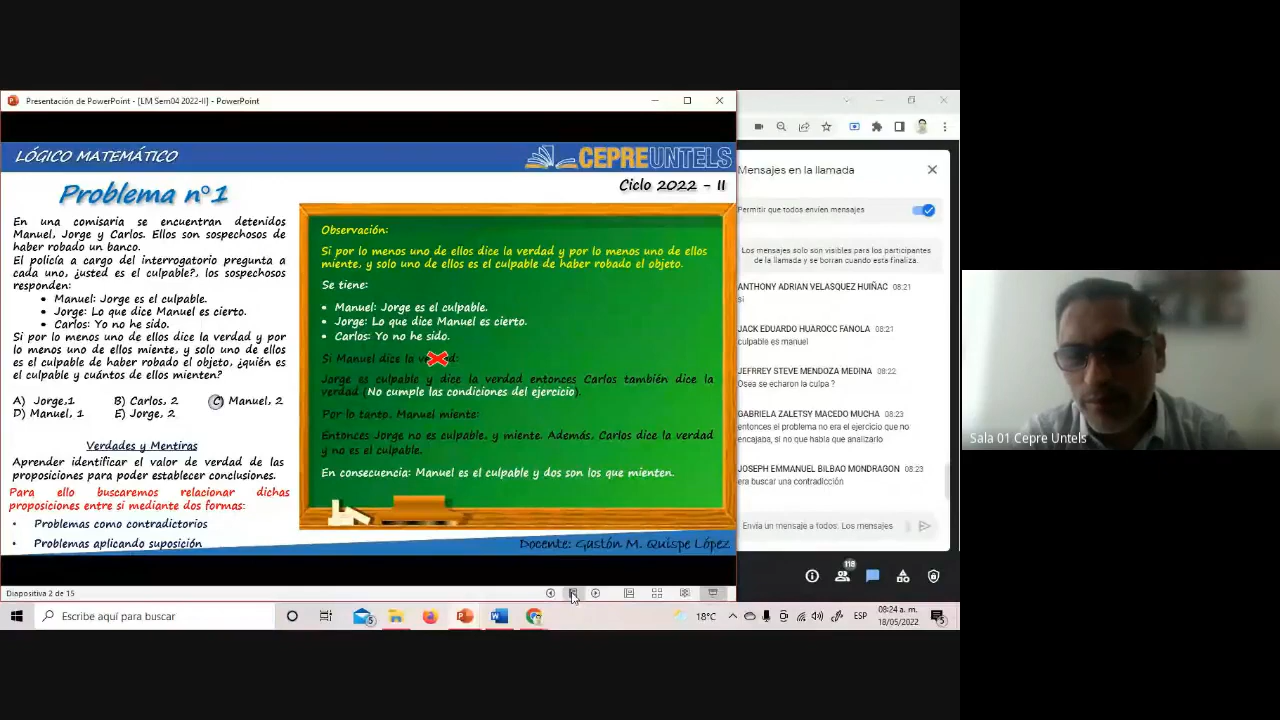 Presentación de PowerPoint - [LM Sem04 2022-II] - PowerPoint
LÓGICO MATEMÁTICO
CEPREUNTELS
Problema n°1
Ciclo 2022 - II
En una comisaría se encuentran detenidos
Manuel, Jorge y Carlos. Ellos son sospechosos de
haber robado un banco.
El policía a cargo del interrogatorio pregunta a
cada uno, ¿usted es el culpable?, los sospechosos
responden:
• Manuel: Jorge es el culpable.
• Jorge: Lo que dice Manuel es cierto.
• Carlos: Yo no he sido.
Si por lo menos uno de ellos dice la verdad y por
lo menos uno de ellos miente, y solo uno de ellos
es el culpable de haber robado el objeto, ¿quién es
el culpable y cuántos de ellos mienten?
A) Jorge,1 B) Carlos, 2 C) Manuel, 2
D) Manuel, 1 E) Jorge, 2
Verdades y Mentiras
Aprender identificar el valor de verdad de las
proposiciones para poder establecer conclusiones.
Para ello buscaremos relacionar dichas
proposiciones entre si mediante dos formas:
• Problemas como contradictorios
• Problemas aplicando suposición
Observación:
Si por lo menos uno de ellos dice la verdad y por lo menos uno de ellos
miente, y solo uno de ellos es el culpable de haber robado el objeto.
Se tiene:
• Manuel: Jorge es el culpable.
• Jorge: Lo que dice Manuel es cierto.
• Carlos: Yo no he sido.
Si Manuel dice la
Jorge es culpable y dice la verdad entonces Carlos también dice la
verdad (No cumple las condiciones del ejercicio).
Por lo tanto, Manuel miente:
Entonces Jorge no es culpable, y miente. Además, Carlos dice la verdad
y no es el culpable.
En consecuencia: Manuel es el culpable y dos son los que mienten.
Docente: Gastón M. Quispe López
Diapositiva 2 de 15
Mensajes en la llamada
Permitir que todos envíen mensajes
Los mensajes solo son visibles para los participantes
de la llamada y se borran cuando esta finaliza.
ANTHONY ADRIAN VELASQUEZ HUIÑAC 08:21
si
JACK EDUARDO HUAROCC FANOLA 08:21
culpable es manuel
JEFFREY STEVE MENDOZA MEDINA 08:22
Osea se echaron la culpa ?
GABRIELA ZALETSY MACEDO MUCHA 08:23
entonces el problema no era el ejercicio que no
encajaba, si no que habla que analizarlo
JOSEPH EMMANUEL BILBAO MONDRAGON 08:23
era buscar una contradicción
Envía un mensaje a todos. Los mensajes
118
Escribe aquí para buscar
5
18°C
ESP
08:24 a. m.
18/05/2022
5
Sala 01 Cepre Untels